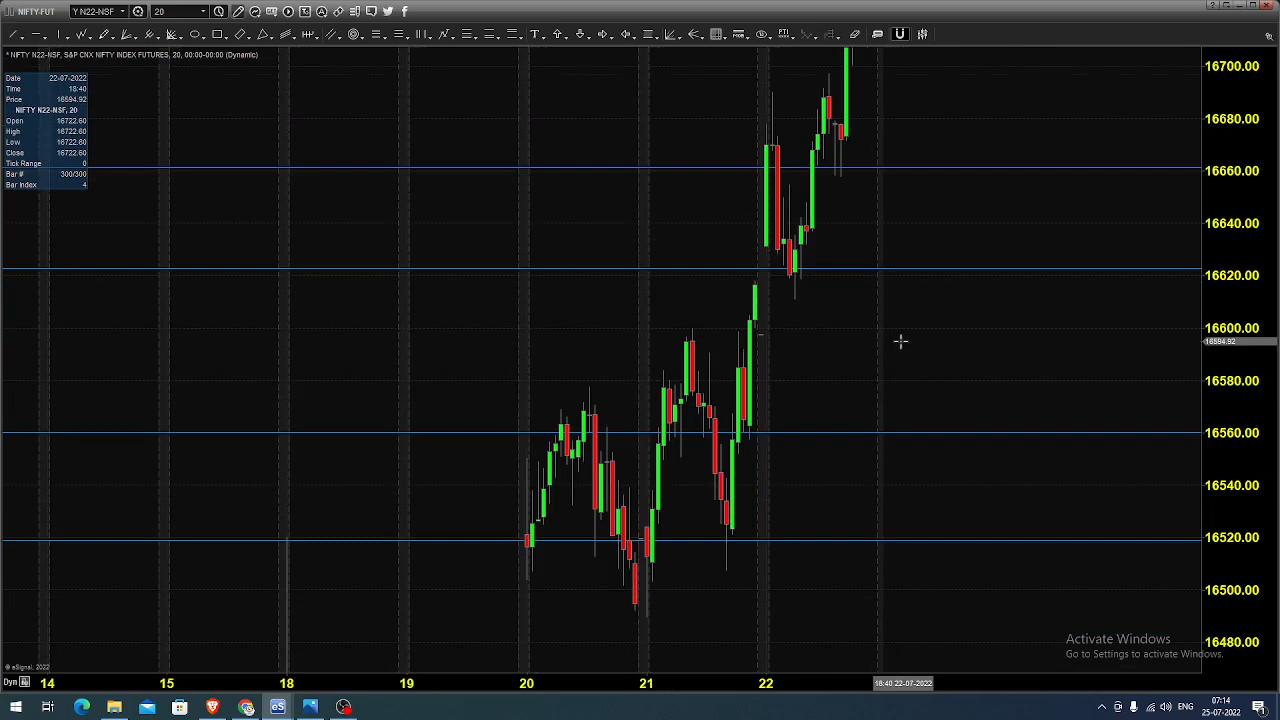 NIFTY-FUT Y N22-NSF 20
* NIFTY N22-NSF, S&P CNX NIFTY INDEX FUTURES, 20, 00:00-00:00 (Dynamic)
Date 22-07-2022
Time 18:40
Price 16594.92
NIFTY N22-NSF, 20
Open 16722.60
High 16722.60
Low 16722.60
Close 16722.60
Tick Range 0
Bar #
Bar Index 4
16700.00
16680.00
16660.00
16640.00
16620.00
16600.00
16594.92
16580.00
16560.00
16540.00
16520.00
16500.00
16480.00
Activate Windows
Go to Settings to activate Windows.
© eSignal, 2022
Dyn 14 15 18 19 20 21 22 18:40 22-07-2022
eS ENG 07:14
25-07-2022